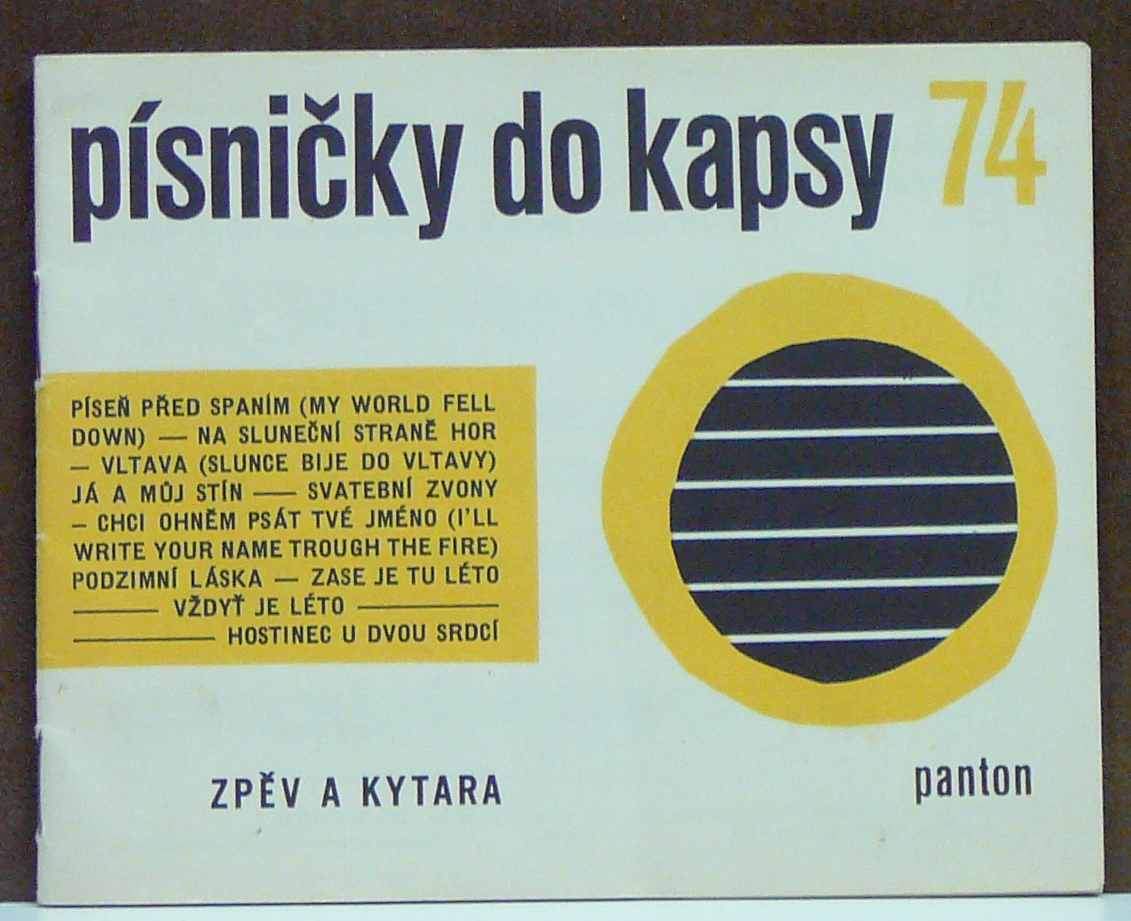 písničky do kapsy 74
PÍSEŇ PŘED SPANÍM (MY WORLD FELL
DOWN) — NA SLUNEČNÍ STRANĚ HOR
– VLTAVA (SLUNCE BIJE DO VLTAVY)
JÁ A MŮJ STÍN — SVATEBNÍ ZVONY
– CHCI OHNĚM PSÁT TVÉ JMÉNO (I'LL
WRITE YOUR NAME TROUGH THE FIRE)
PODZIMNÍ LÁSKA — ZASE JE TU LÉTO
——— VŽDYŤ JE LÉTO ———
——— HOSTINEC U DVOU SRDCÍ
ZPĚV A KYTARA
panton